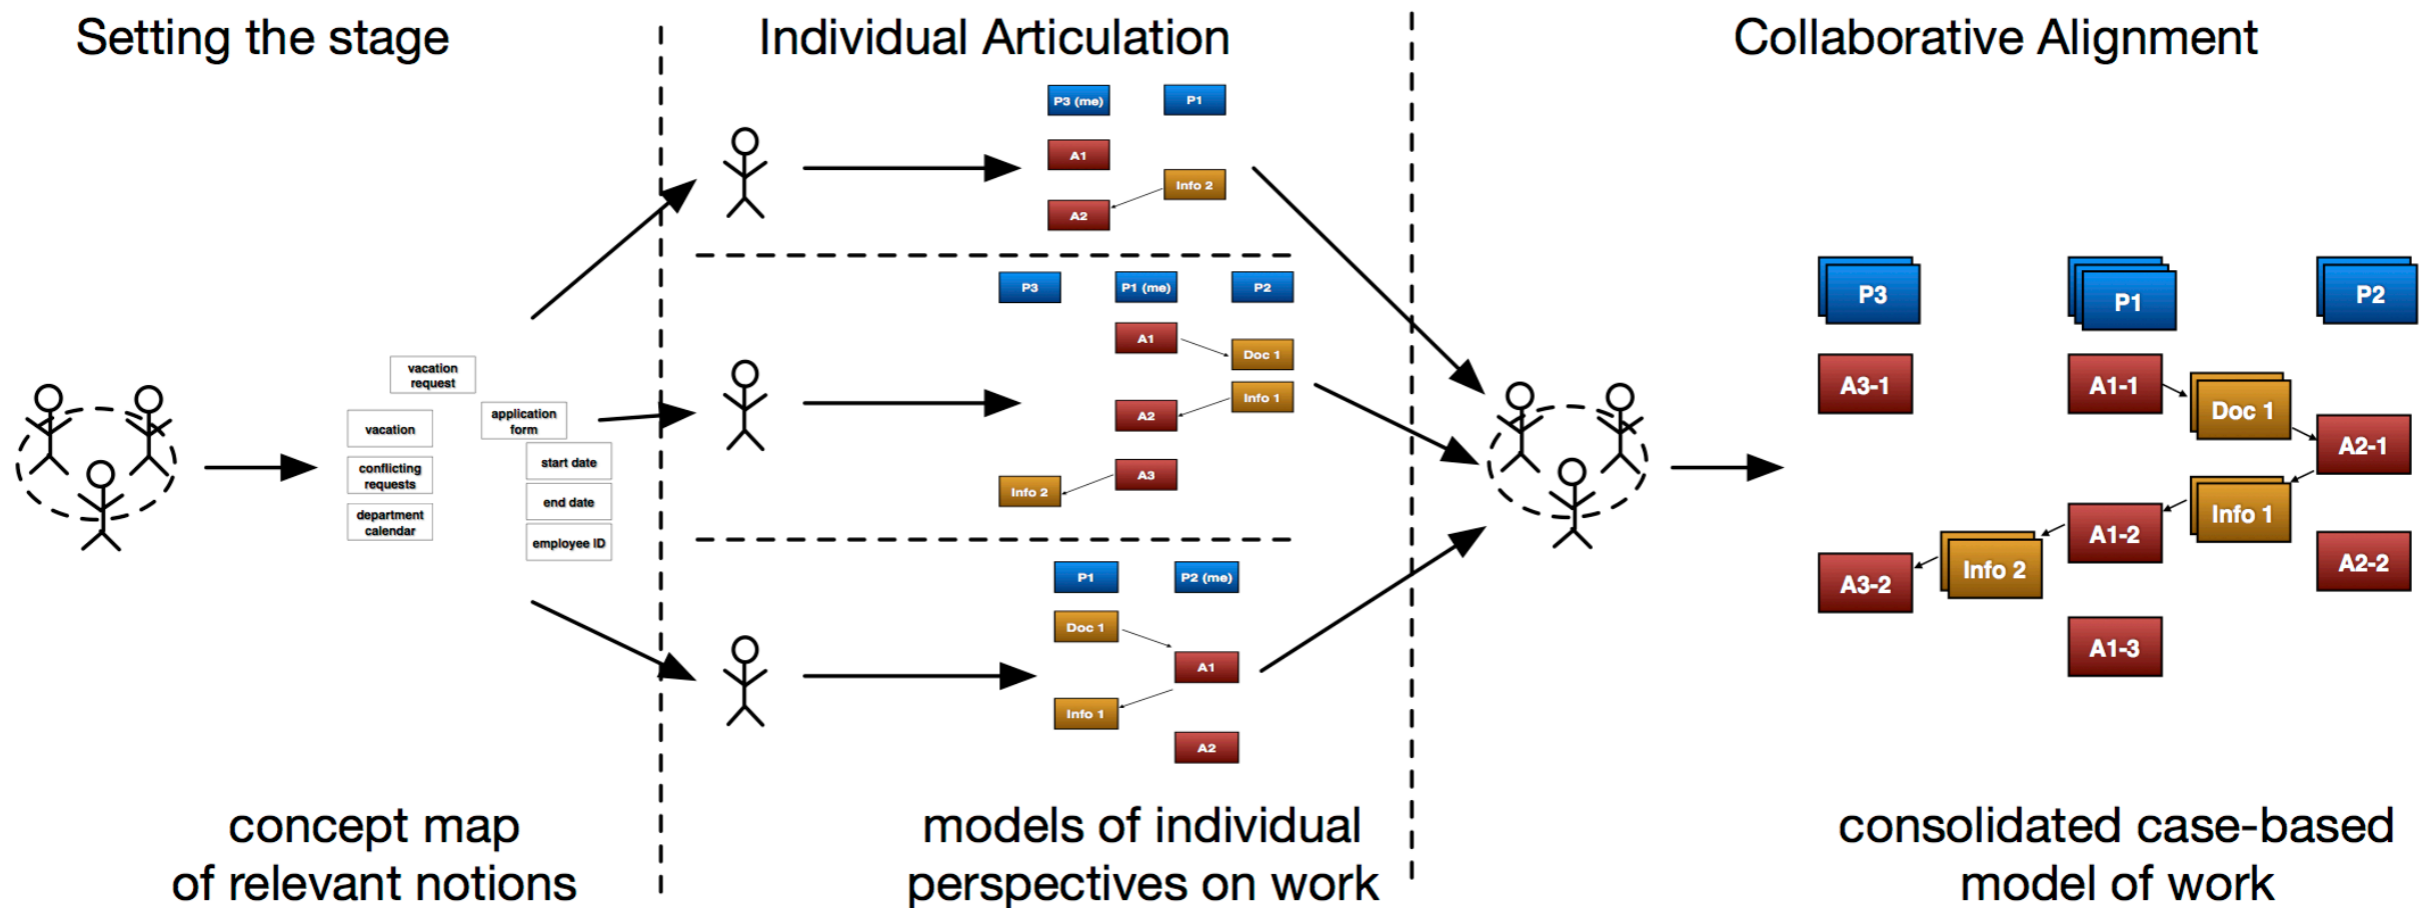 Setting the stage
Individual Articulation
Collaborative Alignment
vacation
request
vacation
application
form
conflicting
requests
start date
department
calendar
end date
employee ID
P3 (me)
P1
A1
Info 2
A2
P3
P1 (me)
P2
A1
Doc 1
Info 1
A2
A3
Info 2
P1
P2 (me)
Doc 1
A1
Info 1
A2
P3
P1
P2
A3-1
A1-1
Doc 1
A2-1
Info 1
A1-2
A2-2
Info 2
A3-2
A1-3
concept map
of relevant notions
models of individual
perspectives on work
consolidated case-based
model of work